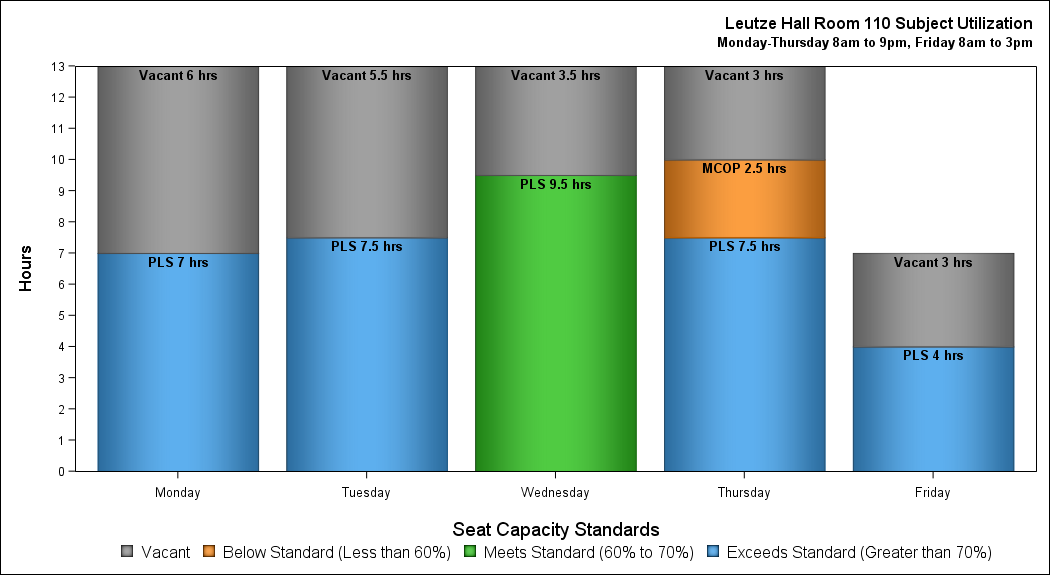 Leutze Hall Room 110 Subject Utilization
Monday-Thursday 8am to 9pm, Friday 8am to 3pm
Hours
13
12
11
10
9
8
7
6
5
4
3
2
1
0
Vacant 6 hrs
PLS 7 hrs
Vacant 5.5 hrs
PLS 7.5 hrs
Vacant 3.5 hrs
PLS 9.5 hrs
Vacant 3 hrs
MCOP 2.5 hrs
PLS 7.5 hrs
Vacant 3 hrs
PLS 4 hrs
Monday Tuesday Wednesday Thursday Friday
Seat Capacity Standards
Vacant Below Standard (Less than 60%) Meets Standard (60% to 70%) Exceeds Standard (Greater than 70%)